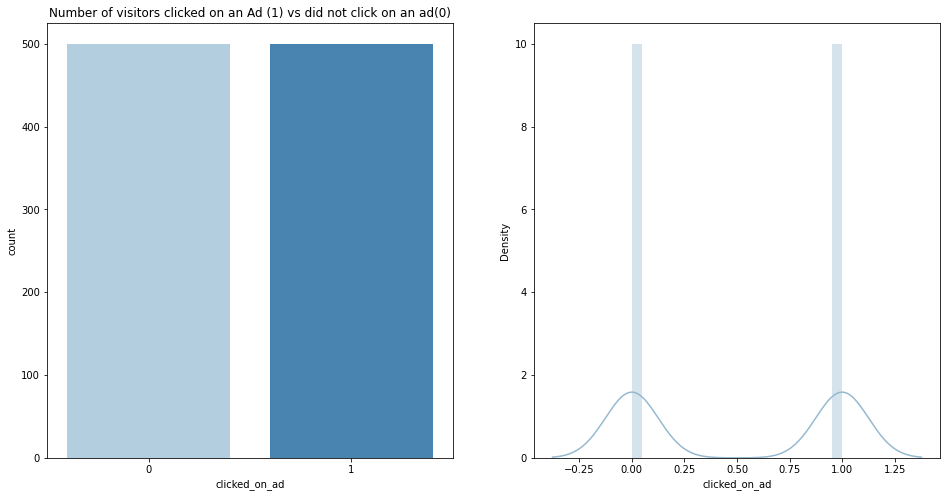 Number of visitors clicked on an Ad (1) vs did not click on an ad(0)
500
400
300
200
100
0
count
0 1
clicked_on_ad
10
8
6
4
2
0
Density
−0.25 0.00 0.25 0.50 0.75 1.00 1.25
clicked_on_ad